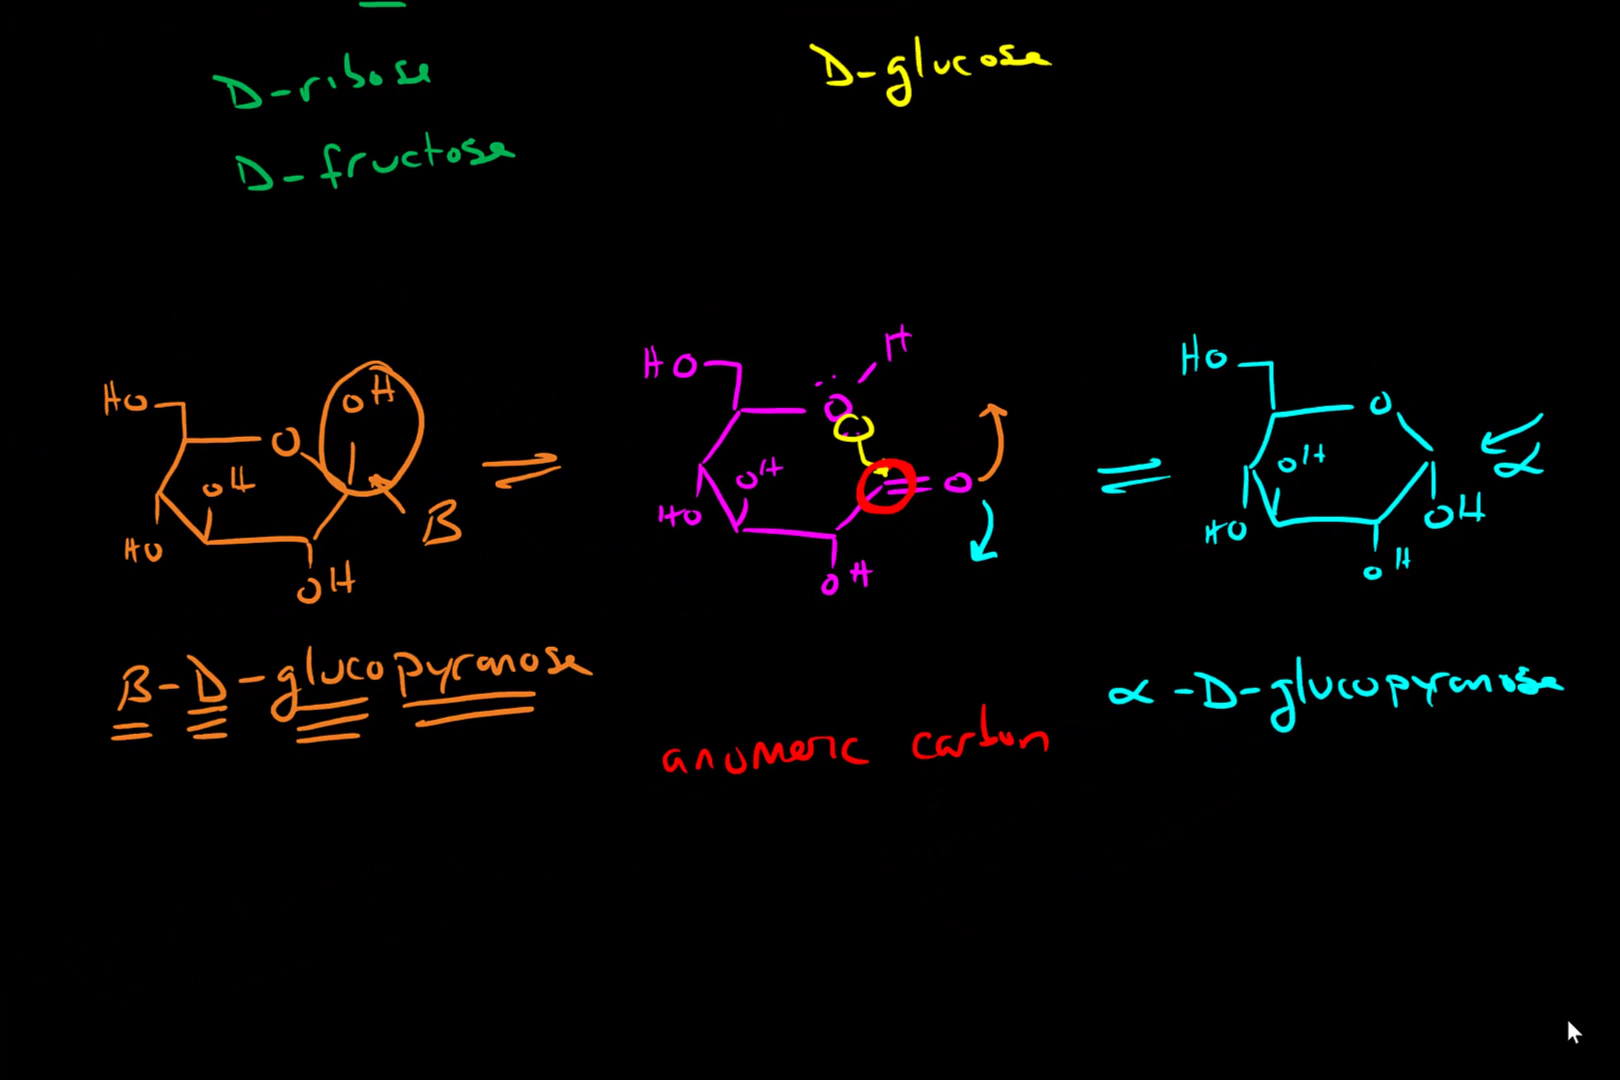 D-ribose
D-glucose
D-fructose
HO
OH
O
OH
HO
OH
B
HO
H
O
OH
HO
O
OH
HO
O
OH
HO
OH
OH
α
B-D-glucopyranose
α-D-glucopyranose
anomeric carbon